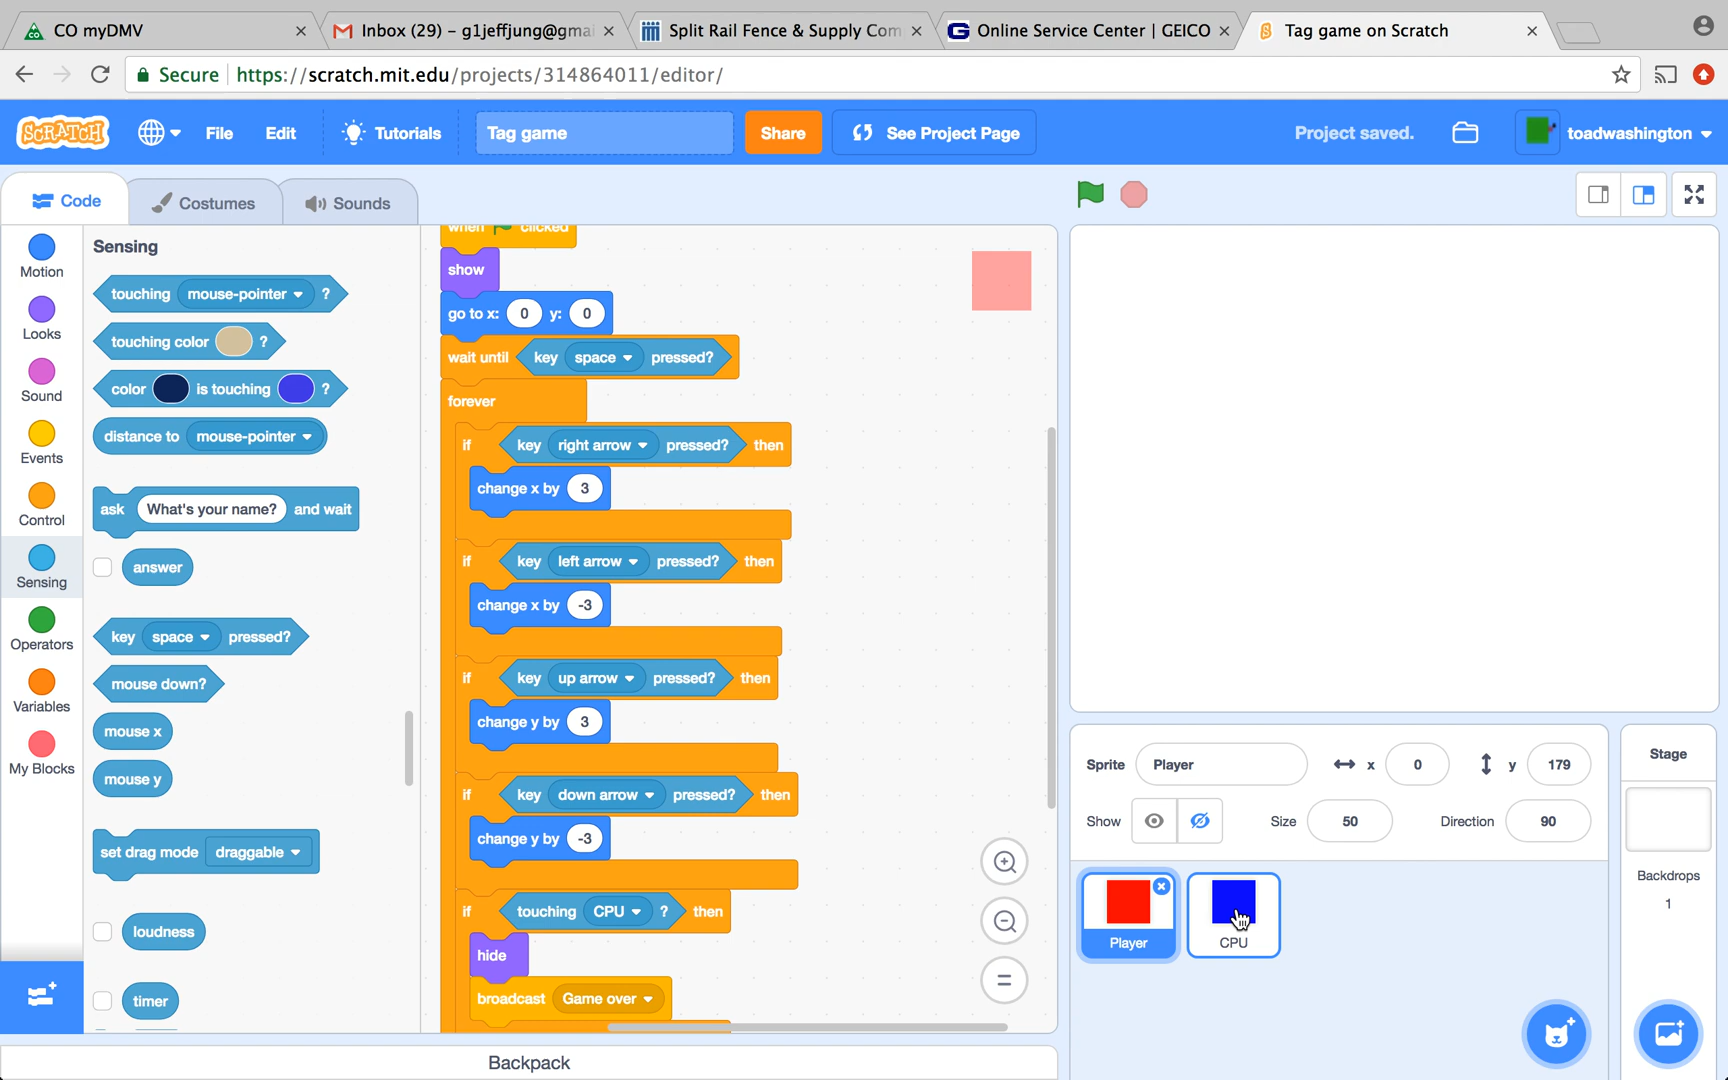 CO myDMV
Inbox (29) – g1jeffjung@gmai
Split Rail Fence & Supply Com
Online Service Center | GEICO
Tag game on Scratch
Secure
https://scratch.mit.edu/projects/314864011/editor/
SCRATCH
File
Edit
Tutorials
Tag game
Share
See Project Page
Project saved.
toadwashington
Code
Costumes
Sounds
Motion
Looks
Sound
Events
Control
Sensing
Operators
Variables
My Blocks
Sensing
touching mouse-pointer ?
touching color ?
color is touching ?
distance to mouse-pointer
ask What's your name? and wait
answer
key space pressed?
mouse down?
mouse x
mouse y
set drag mode draggable
loudness
timer
when clicked
show
go to x: 0 y: 0
wait until key space pressed?
forever
if key right arrow pressed? then
change x by 3
if key left arrow pressed? then
change x by -3
if key up arrow pressed? then
change y by 3
if key down arrow pressed? then
change y by -3
if touching CPU ? then
hide
broadcast Game over
Backpack
Sprite Player x 0 y 179
Show Size 50 Direction 90
Player
CPU
Stage
Backdrops
1